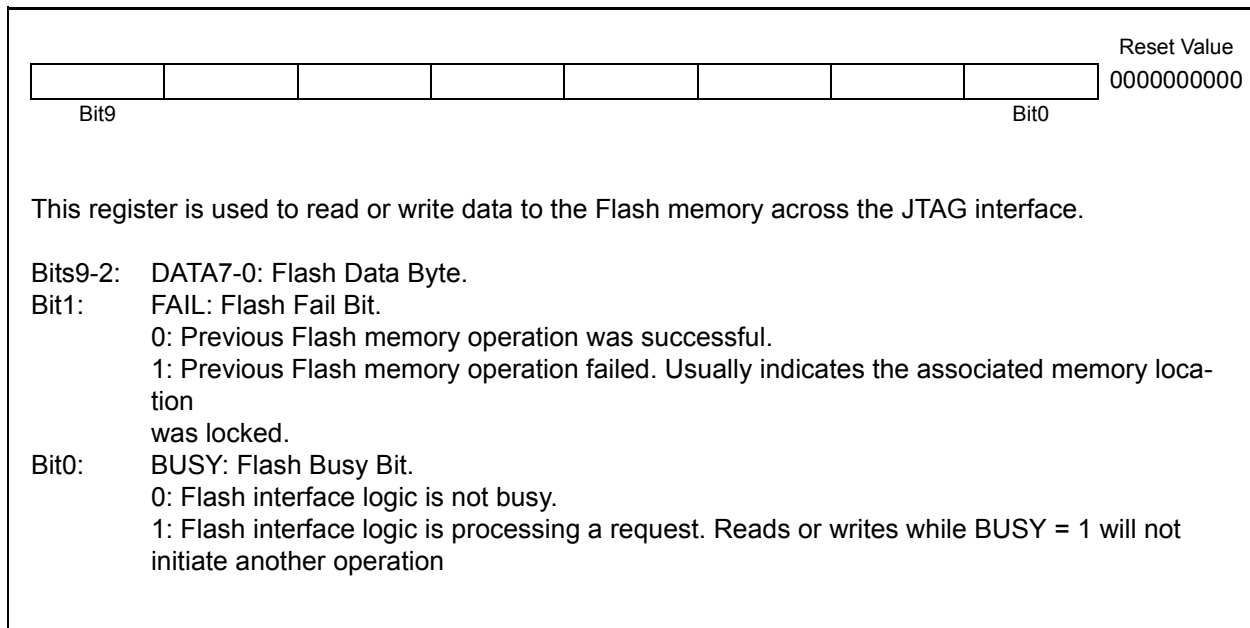 Reset Value
0000000000
Bit9 Bit0
This register is used to read or write data to the Flash memory across the JTAG interface.
Bits9-2: DATA7-0: Flash Data Byte.
Bit1: FAIL: Flash Fail Bit.
0: Previous Flash memory operation was successful.
1: Previous Flash memory operation failed. Usually indicates the associated memory loca-
tion
was locked.
Bit0: BUSY: Flash Busy Bit.
0: Flash interface logic is not busy.
1: Flash interface logic is processing a request. Reads or writes while BUSY = 1 will not
initiate another operation